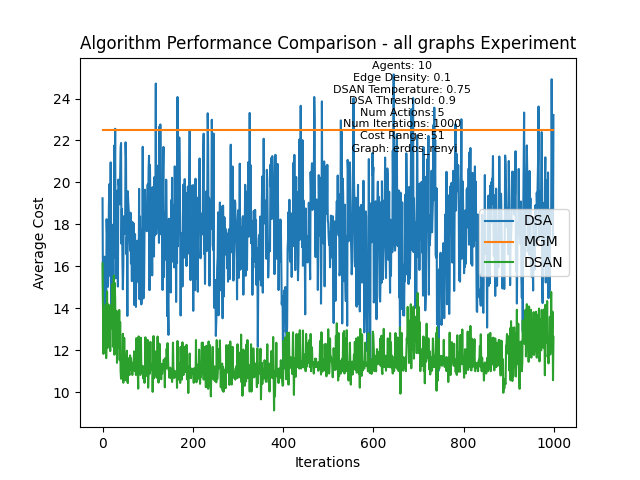 Algorithm Performance Comparison - all graphs Experiment
Agents: 10
Edge Density: 0.1
DSAN Temperature: 0.75
DSA Threshold: 0.9
Num Actions: 5
Num Iterations: 1000
Cost Range: 51
Graph: erdos_renyi
Average Cost
24
22
20
18
16
14
12
10
DSA
MGM
DSAN
0
200
400
600
800
1000
Iterations